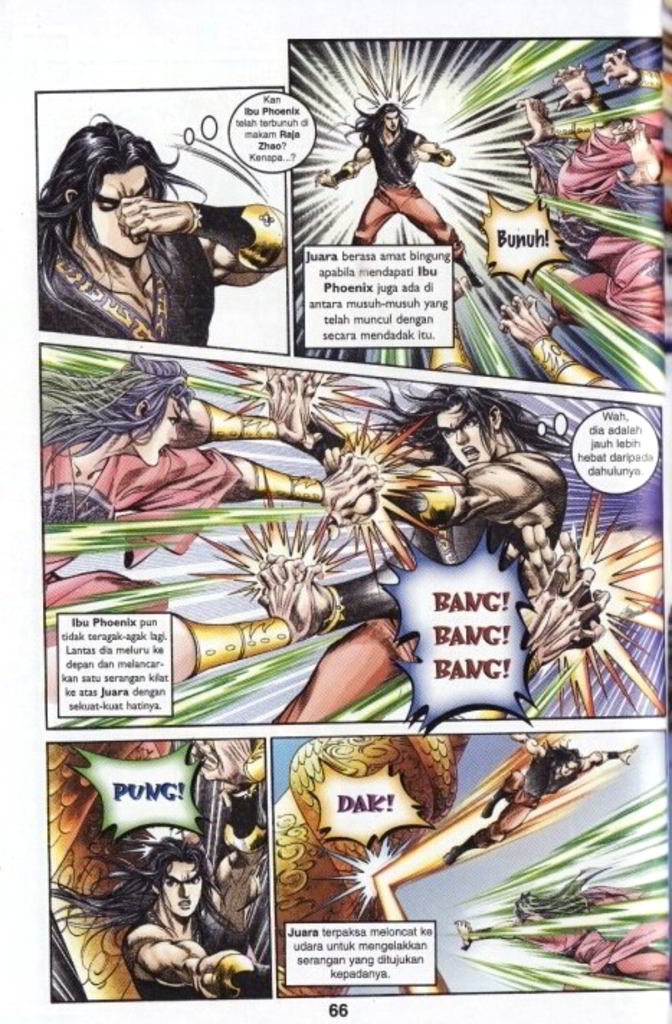 Kan
Ibu Phoenix
telah terbunuh di
makam Raja
Zhao?
Kenapa...?
Juara berasa amat bingung
apabila mendapati Ibu
Phoenix juga ada di
antara musuh-musuh yang
telah muncul dengan
secara mendadak itu.
Bunuh!
Wah,
dia adalah
jauh lebih
hebat daripada
dahulunya.
BANG!
BANG!
BANG!
Ibu Phoenix pun
tidak teragak-agak lagi.
Lantas dia meluru ke
depan dan melancar-
kan satu serangan kilat
ke atas Juara dengan
sekuat-kuat hatinya.
PUNG!
DAK!
Juara terpaksa meloncat ke
udara untuk mengelakkan
serangan yang ditujukan
kepadanya.
66